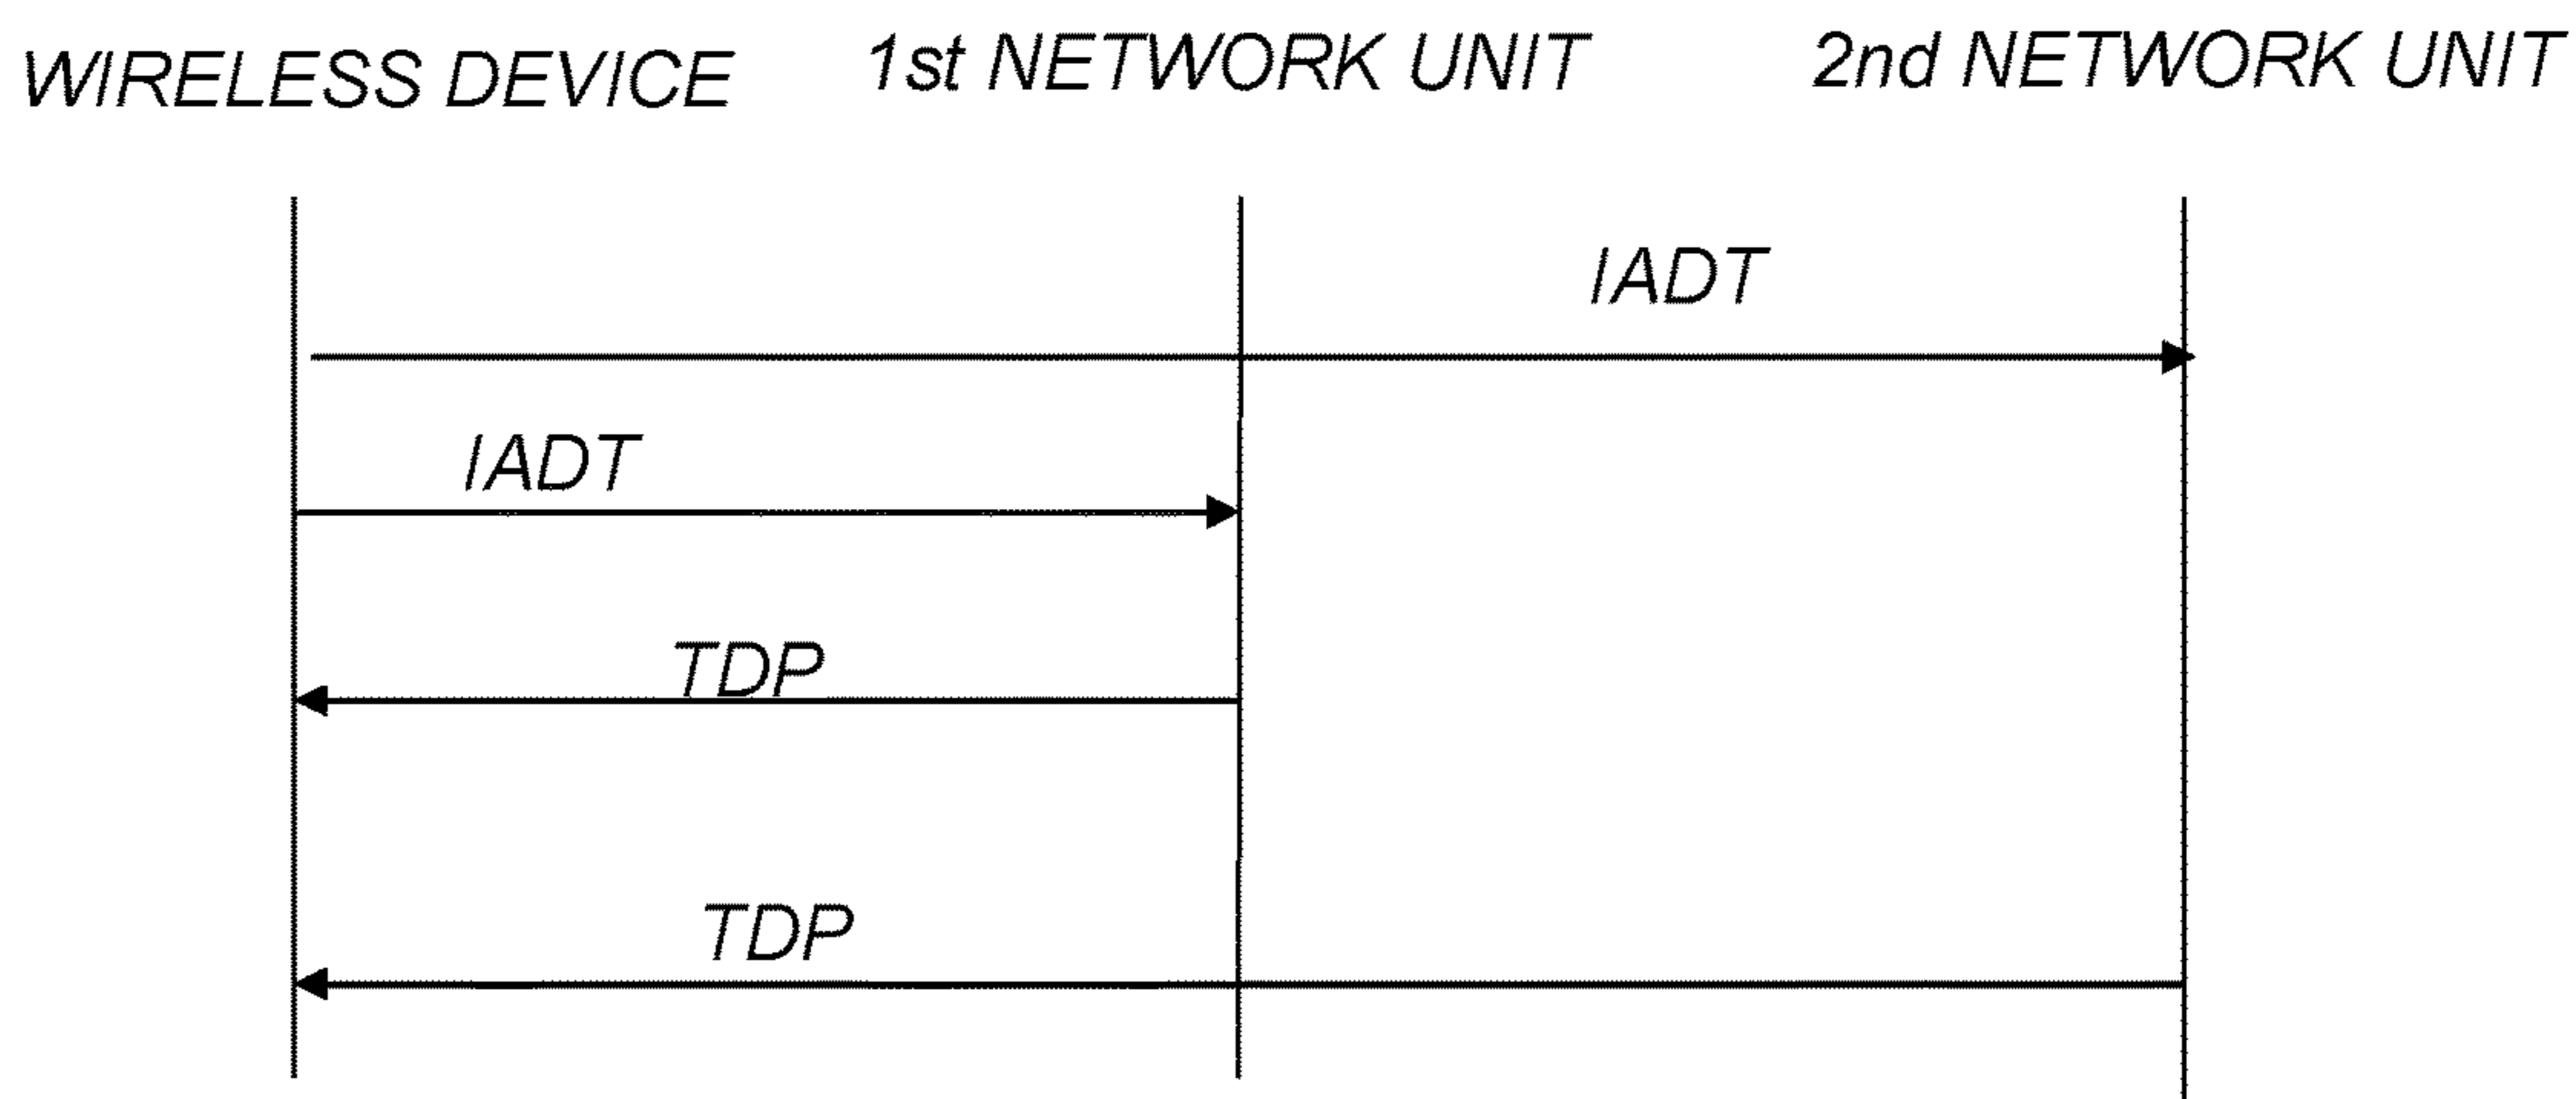 WIRELESS DEVICE
1st NETWORK UNIT
2nd NETWORK UNIT
IADT
IADT
TDP
TDP